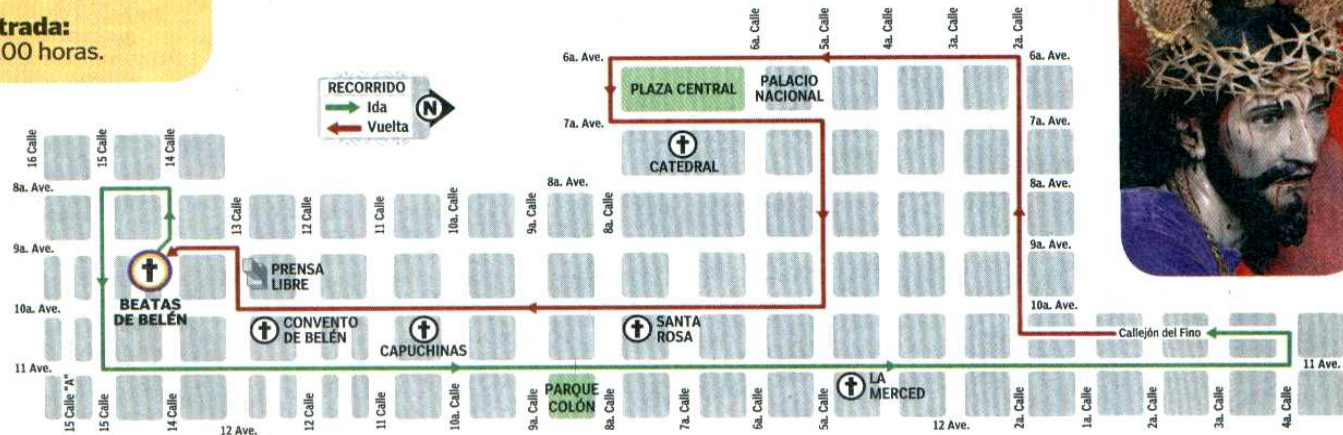 trada:
00 horas.
RECORRIDO
Ida
Vuelta
N
6a. Calle
5a. Calle
4a. Calle
3a. Calle
2a. Calle
6a. Ave.
6a. Ave.
PLAZA CENTRAL
PALACIO
NACIONAL
7a. Ave.
7a. Ave.
CATEDRAL
16 Calle
15 Calle
14 Calle
8a. Ave.
8a. Ave.
8a. Ave.
13 Calle
12 Calle
11 Calle
10a. Calle
9a. Calle
8a. Calle
9a. Ave.
9a. Ave.
PRENSA
LIBRE
BEATAS
DE BELÉN
10a. Ave.
10a. Ave.
CONVENTO
DE BELÉN
CAPUCHINAS
SANTA
ROSA
Callejón del Fino
11 Ave.
11 Ave.
PARQUE
COLÓN
LA
MERCED
15 Calle "A"
15 Calle
14 Calle
12 Ave.
12 Calle
11 Calle
10a. Calle
9a. Calle
8a. Calle
7a. Calle
6a. Calle
5a. Calle
12 Ave.
2a. Calle
1a. Calle
2a. Calle
3a. Calle
4a. Calle